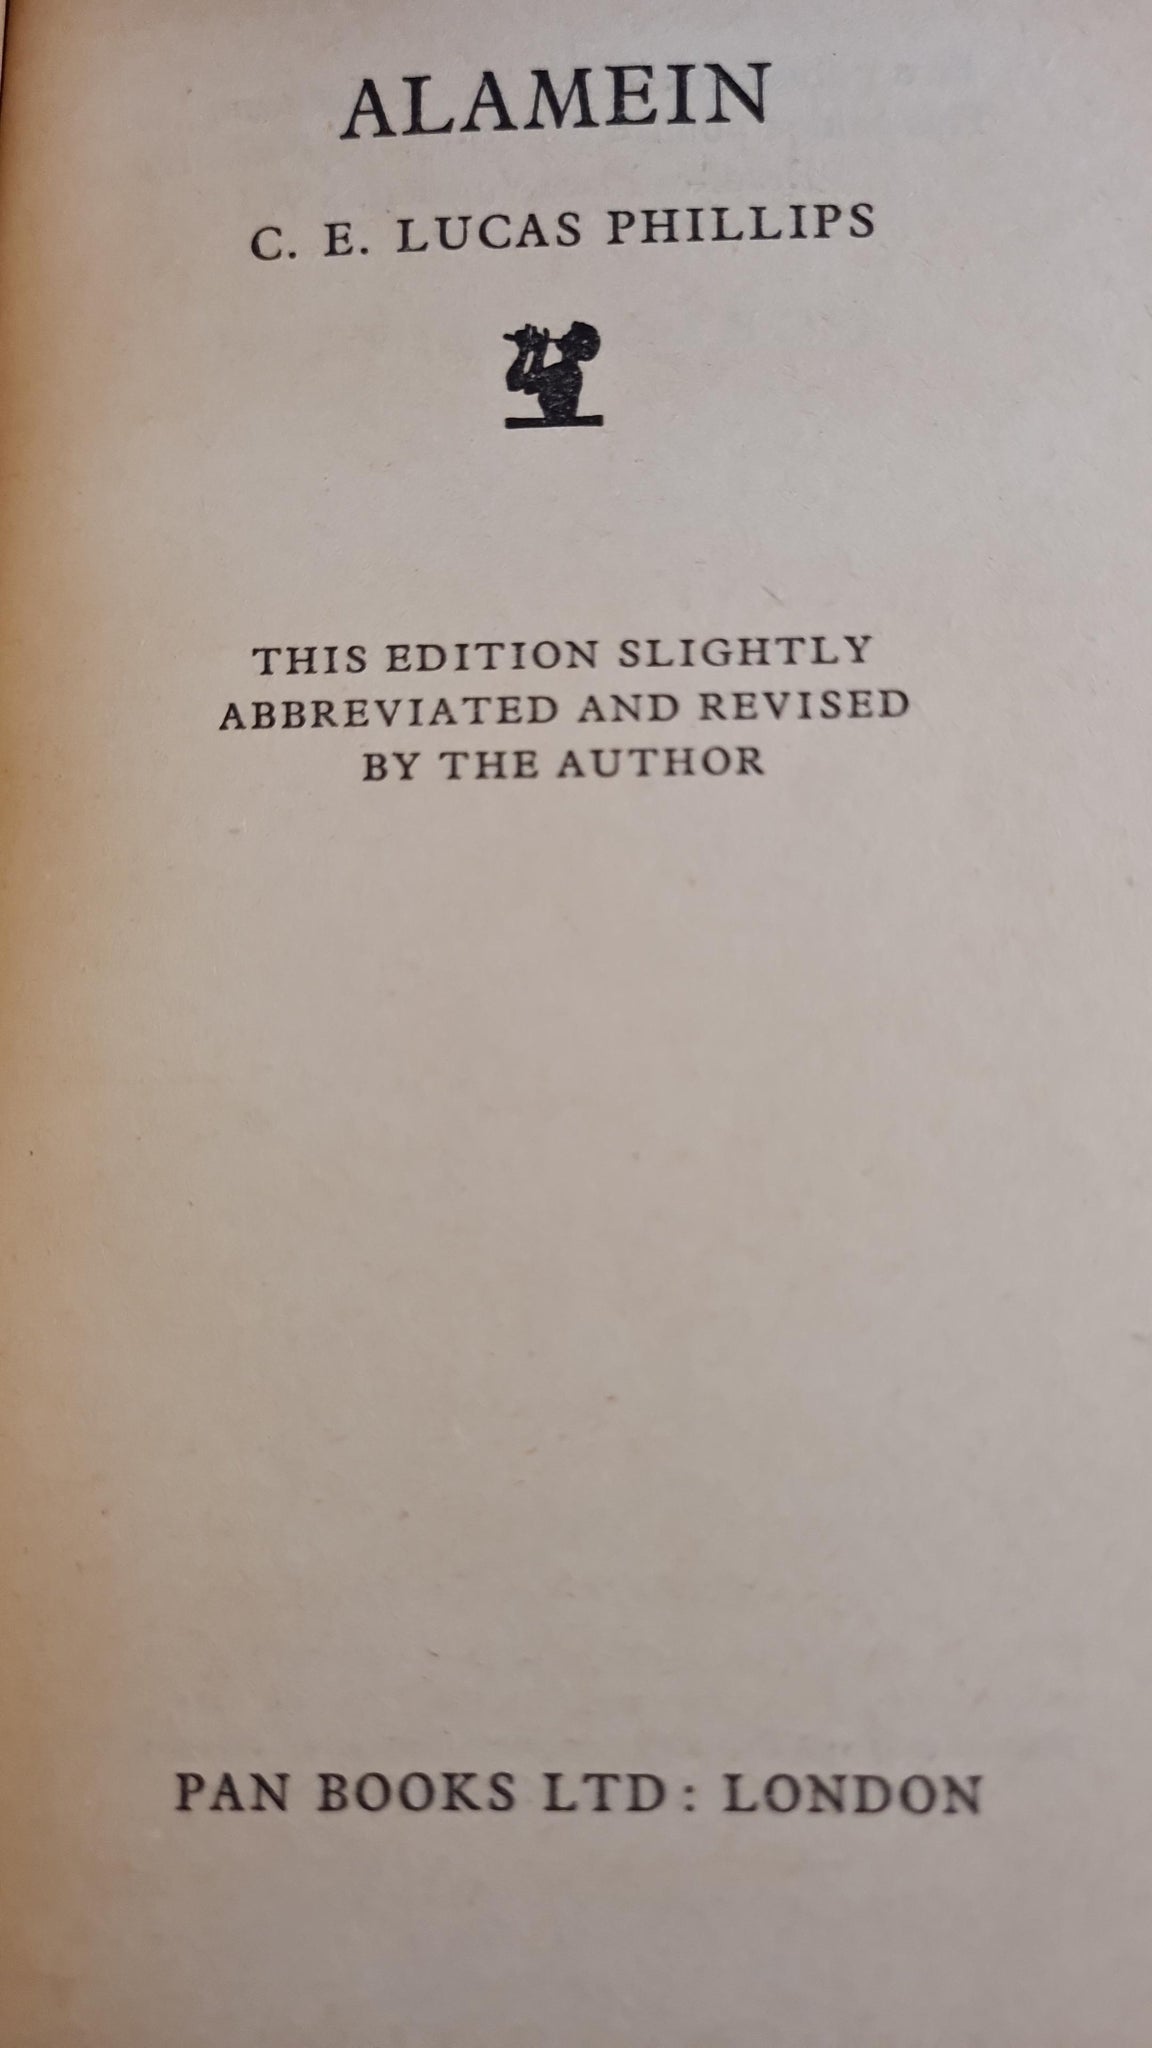 ALAMEIN
C. E. LUCAS PHILLIPS
THIS EDITION SLIGHTLY
ABBREVIATED AND REVISED
BY THE AUTHOR
PAN BOOKS LTD: LONDON